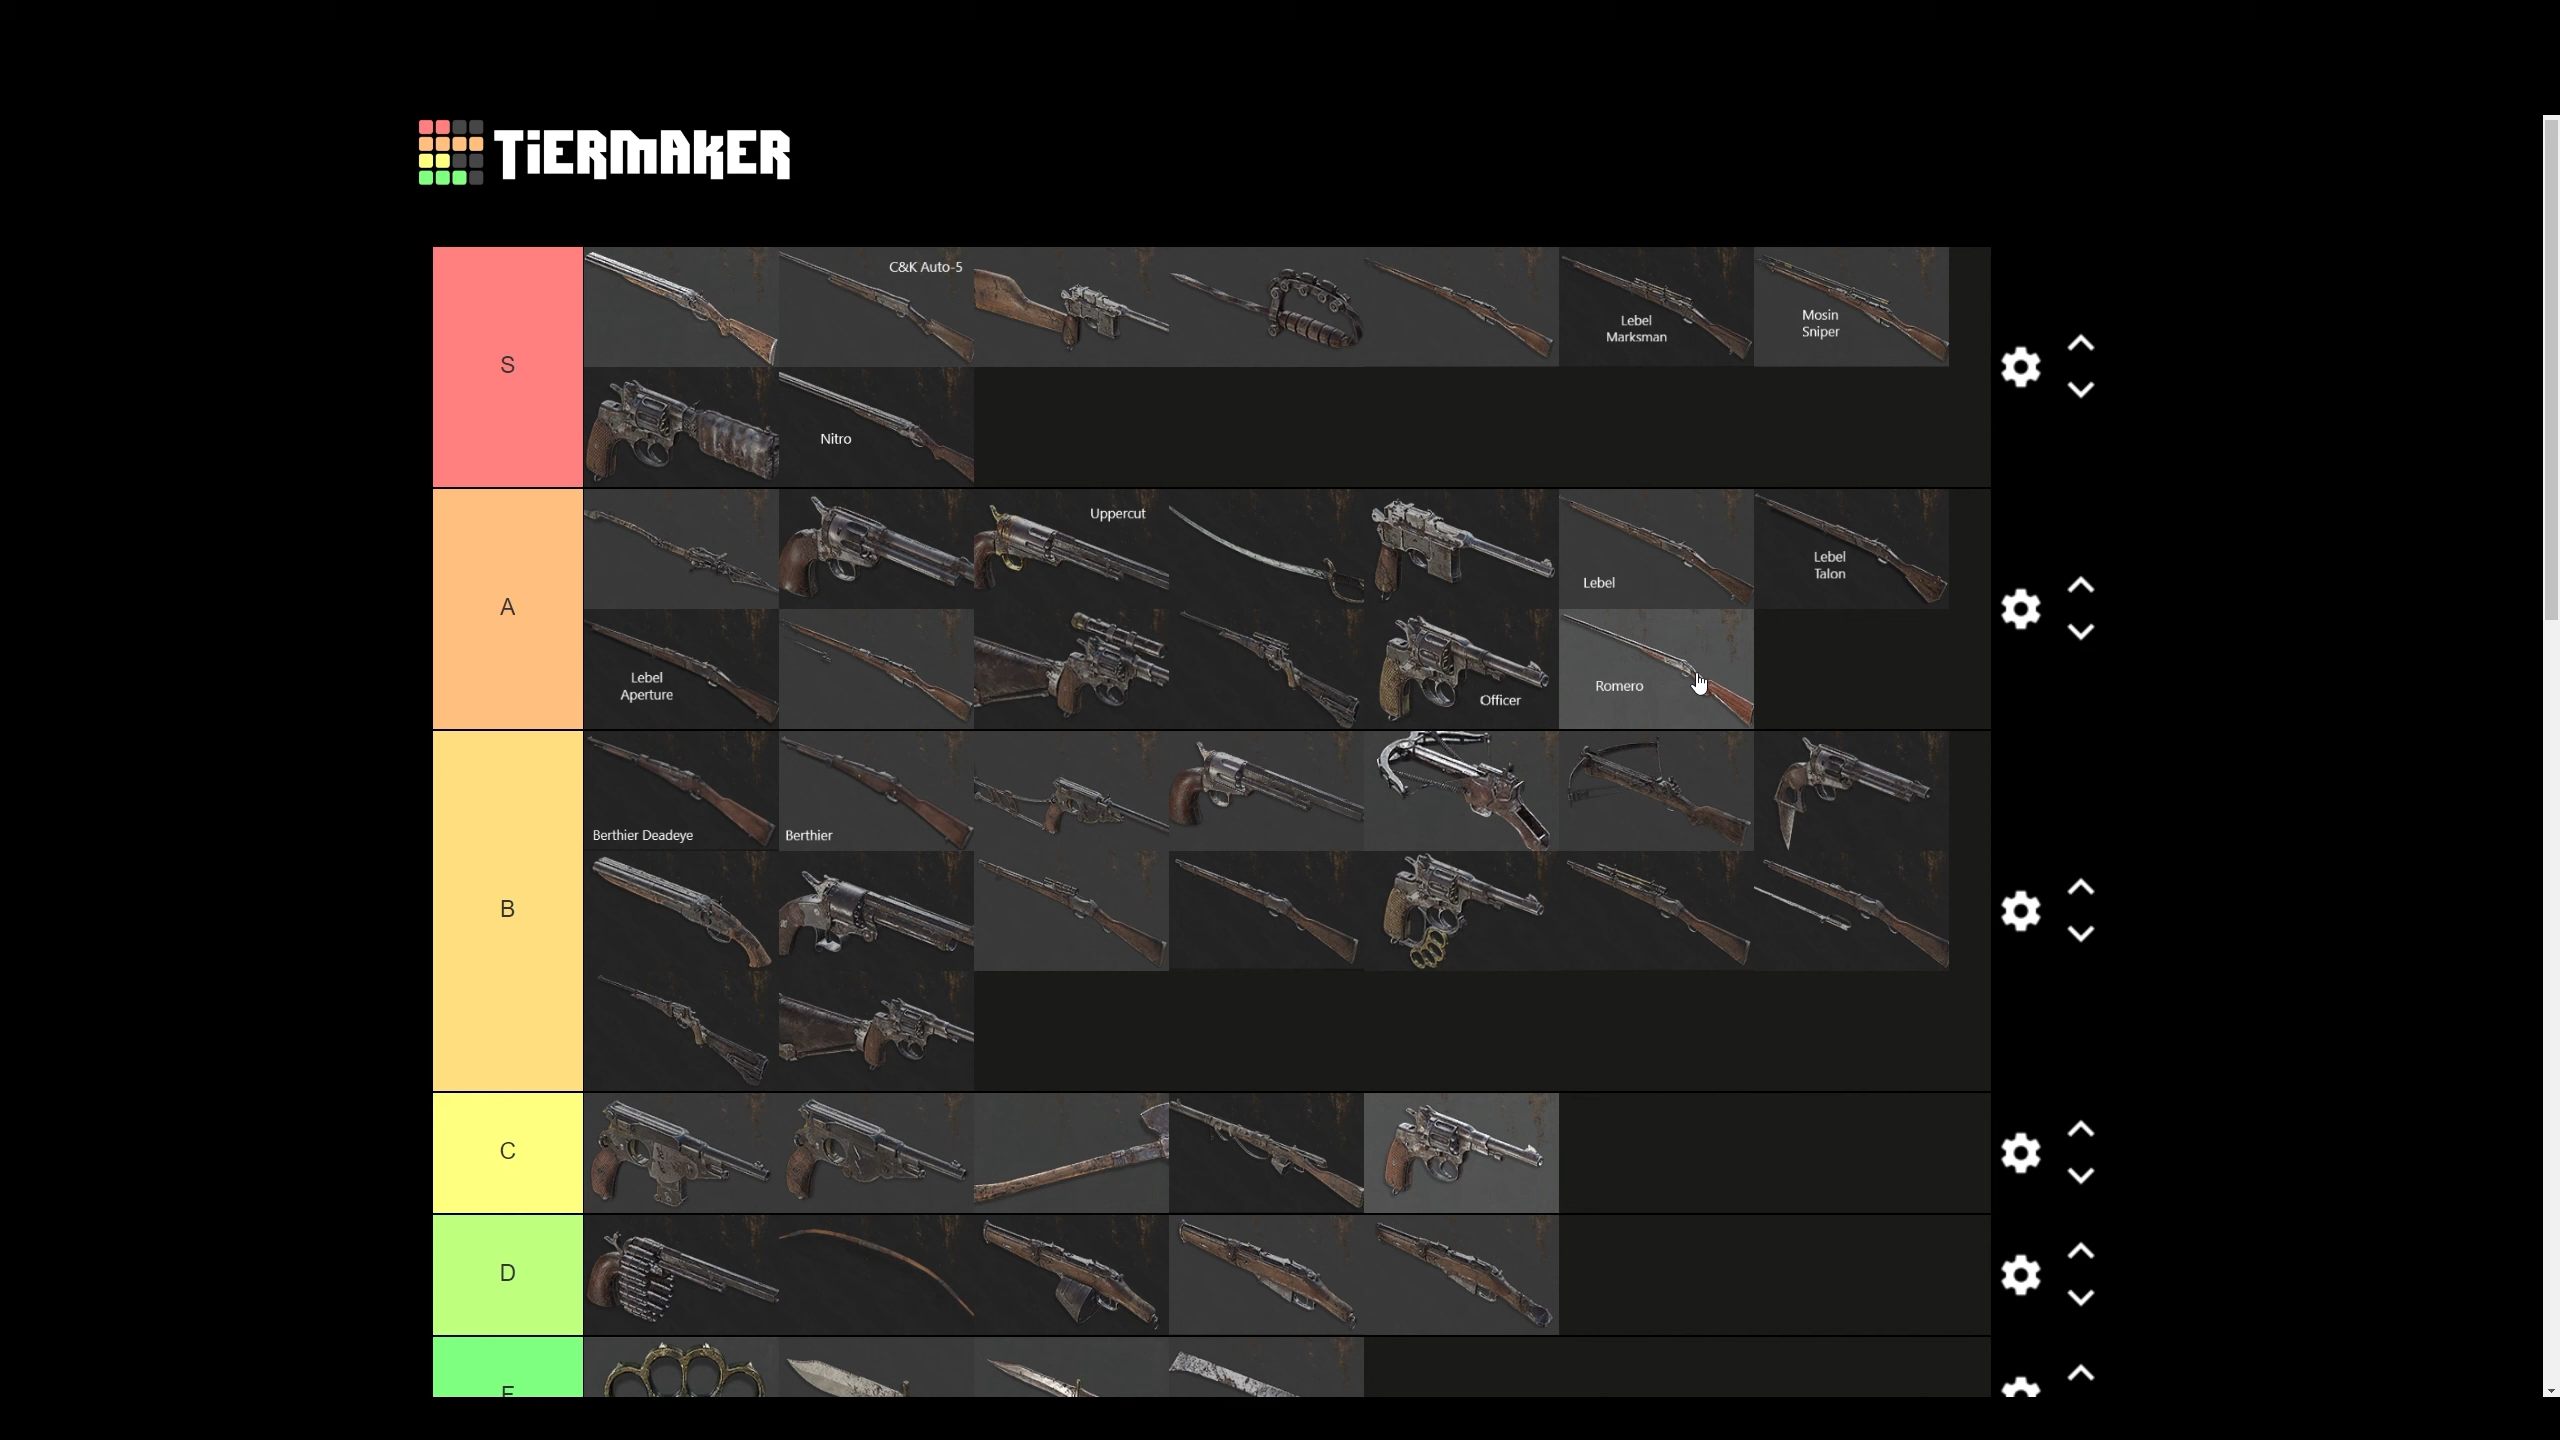 TiERMAKER
S
C&K Auto-5
Lebel
Marksman
Mosin
Sniper
Nitro
A
Uppercut
Lebel
Lebel
Talon
Lebel
Aperture
Officer
Romero
B
Berthier Deadeye
Berthier
C
D